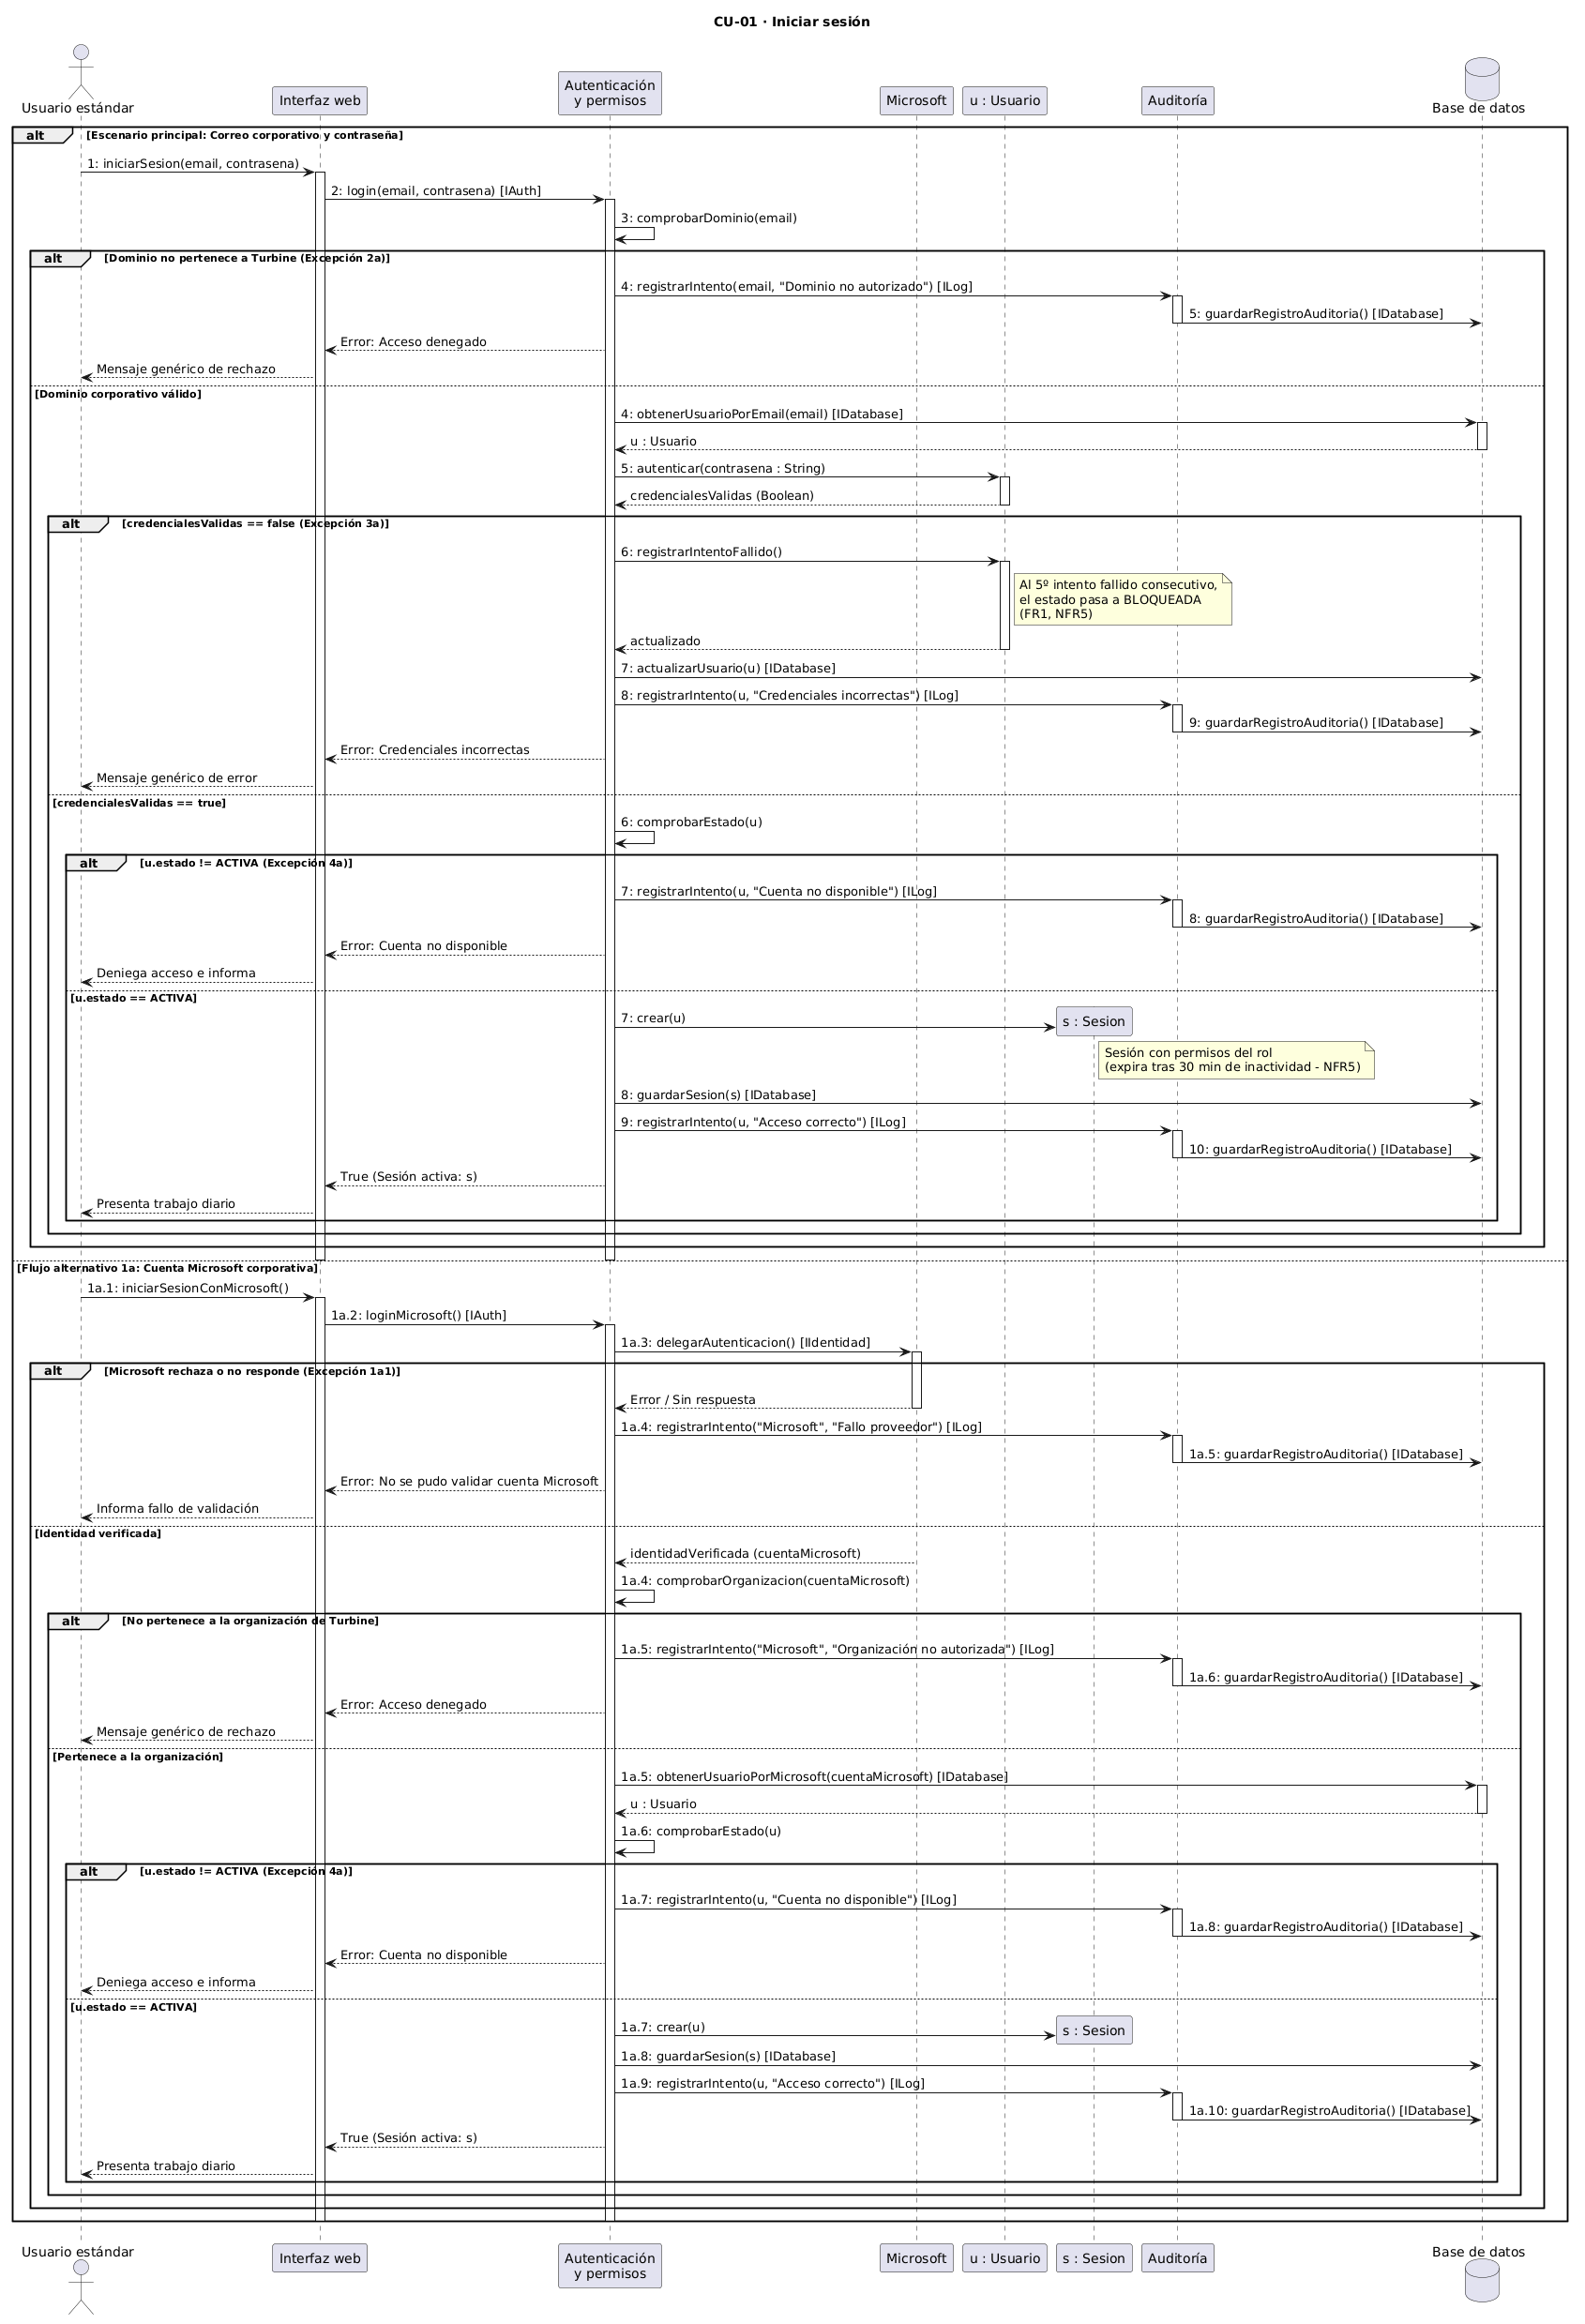 CU-01 · Iniciar sesión
Usuario estándar
Interfaz web
Autenticación
y permisos
Microsoft
u : Usuario
Auditoría
Base de datos
alt [Escenario principal: Correo corporativo y contraseña]
1: iniciarSesion(email, contrasena)
2: login(email, contrasena) [IAuth]
3: comprobarDominio(email)
alt [Dominio no pertenece a Turbine (Excepción 2a)]
4: registrarIntento(email, "Dominio no autorizado") [ILog]
5: guardarRegistroAuditoria() [IDatabase]
Error: Acceso denegado
Mensaje genérico de rechazo
[Dominio corporativo válido]
4: obtenerUsuarioPorEmail(email) [IDatabase]
u : Usuario
5: autenticar(contrasena : String)
credencialesValidas (Boolean)
alt [credencialesValidas == false (Excepción 3a)]
6: registrarIntentoFallido()
Al 5º intento fallido consecutivo,
el estado pasa a BLOQUEADA
(FR1, NFR5)
actualizado
7: actualizarUsuario(u) [IDatabase]
8: registrarIntento(u, "Credenciales incorrectas") [ILog]
9: guardarRegistroAuditoria() [IDatabase]
Error: Credenciales incorrectas
Mensaje genérico de error
[credencialesValidas == true]
6: comprobarEstado(u)
alt [u.estado != ACTIVA (Excepción 4a)]
7: registrarIntento(u, "Cuenta no disponible") [ILog]
8: guardarRegistroAuditoria() [IDatabase]
Error: Cuenta no disponible
Deniega acceso e informa
[u.estado == ACTIVA]
7: crear(u)
s : Sesion
Sesión con permisos del rol
(expira tras 30 min de inactividad - NFR5)
8: guardarSesion(s) [IDatabase]
9: registrarIntento(u, "Acceso correcto") [ILog]
10: guardarRegistroAuditoria() [IDatabase]
True (Sesión activa: s)
Presenta trabajo diario
[Flujo alternativo 1a: Cuenta Microsoft corporativa]
1a.1: iniciarSesionConMicrosoft()
1a.2: loginMicrosoft() [IAuth]
1a.3: delegarAutenticacion() [IIdentidad]
alt [Microsoft rechaza o no responde (Excepción 1a1)]
Error / Sin respuesta
1a.4: registrarIntento("Microsoft", "Fallo proveedor") [ILog]
1a.5: guardarRegistroAuditoria() [IDatabase]
Error: No se pudo validar cuenta Microsoft
Informa fallo de validación
[Identidad verificada]
identidadVerificada (cuentaMicrosoft)
1a.4: comprobarOrganizacion(cuentaMicrosoft)
alt [No pertenece a la organización de Turbine]
1a.5: registrarIntento("Microsoft", "Organización no autorizada") [ILog]
1a.6: guardarRegistroAuditoria() [IDatabase]
Error: Acceso denegado
Mensaje genérico de rechazo
[Pertenece a la organización]
1a.5: obtenerUsuarioPorMicrosoft(cuentaMicrosoft) [IDatabase]
u : Usuario
1a.6: comprobarEstado(u)
alt [u.estado != ACTIVA (Excepción 4a)]
1a.7: registrarIntento(u, "Cuenta no disponible") [ILog]
1a.8: guardarRegistroAuditoria() [IDatabase]
Error: Cuenta no disponible
Deniega acceso e informa
[u.estado == ACTIVA]
1a.7: crear(u)
s : Sesion
1a.8: guardarSesion(s) [IDatabase]
1a.9: registrarIntento(u, "Acceso correcto") [ILog]
1a.10: guardarRegistroAuditoria() [IDatabase]
True (Sesión activa: s)
Presenta trabajo diario
Usuario estándar
Interfaz web
Autenticación
y permisos
Microsoft
u : Usuario
s : Sesion
Auditoría
Base de datos